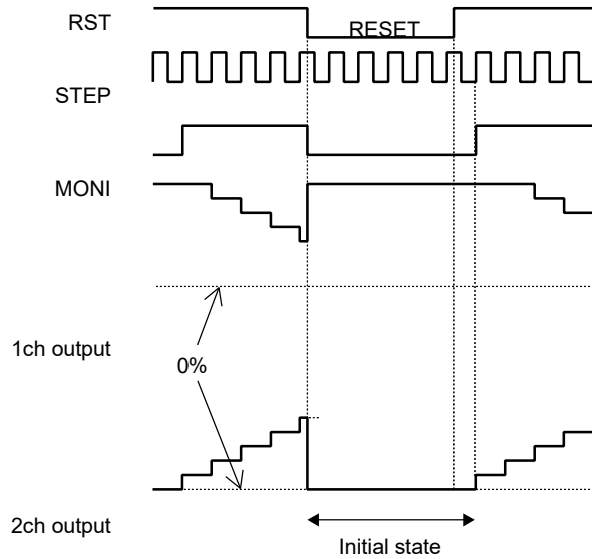 RST
RESET
STEP
MONI
1ch output
0%
2ch output
Initial state